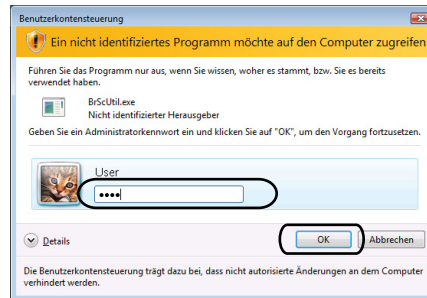 Benutzerkontensteuerung
Ein nicht identifiziertes Programm möchte auf den Computer zugreifen
Führen Sie das Programm nur aus, wenn Sie wissen, woher es stammt, bzw. Sie es bereits
verwendet haben.
BrScUtil.exe
Nicht identifizierter Herausgeber
Geben Sie ein Administratorkennwort ein und klicken Sie auf "OK", um den Vorgang fortzusetzen.
User
••••
Details
OK
Abbrechen
Die Benutzerkontensteuerung trägt dazu bei, dass nicht autorisierte Änderungen an dem Computer
verhindert werden.